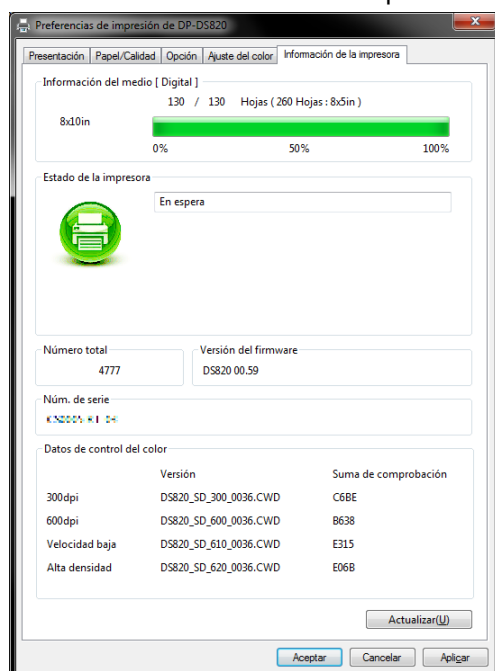 Preferencias de impresión de DP-DS820
Presentación Papel/Calidad Opción Ajuste del color Información de la impresora
Información del medio [ Digital ]
130 / 130 Hojas ( 260 Hojas : 8x5in )
8x10in
0% 50% 100%
Estado de la impresora
En espera
Número total Versión del firmware
4777 DS820 00.59
Núm. de serie
Datos de control del color
Versión Suma de comprobación
300dpi DS820_SD_300_0036.CWD C6BE
600dpi DS820_SD_600_0036.CWD B638
Velocidad baja DS820_SD_610_0036.CWD E315
Alta densidad DS820_SD_620_0036.CWD E06B
Actualizar(U)
Aceptar Cancelar Aplicar